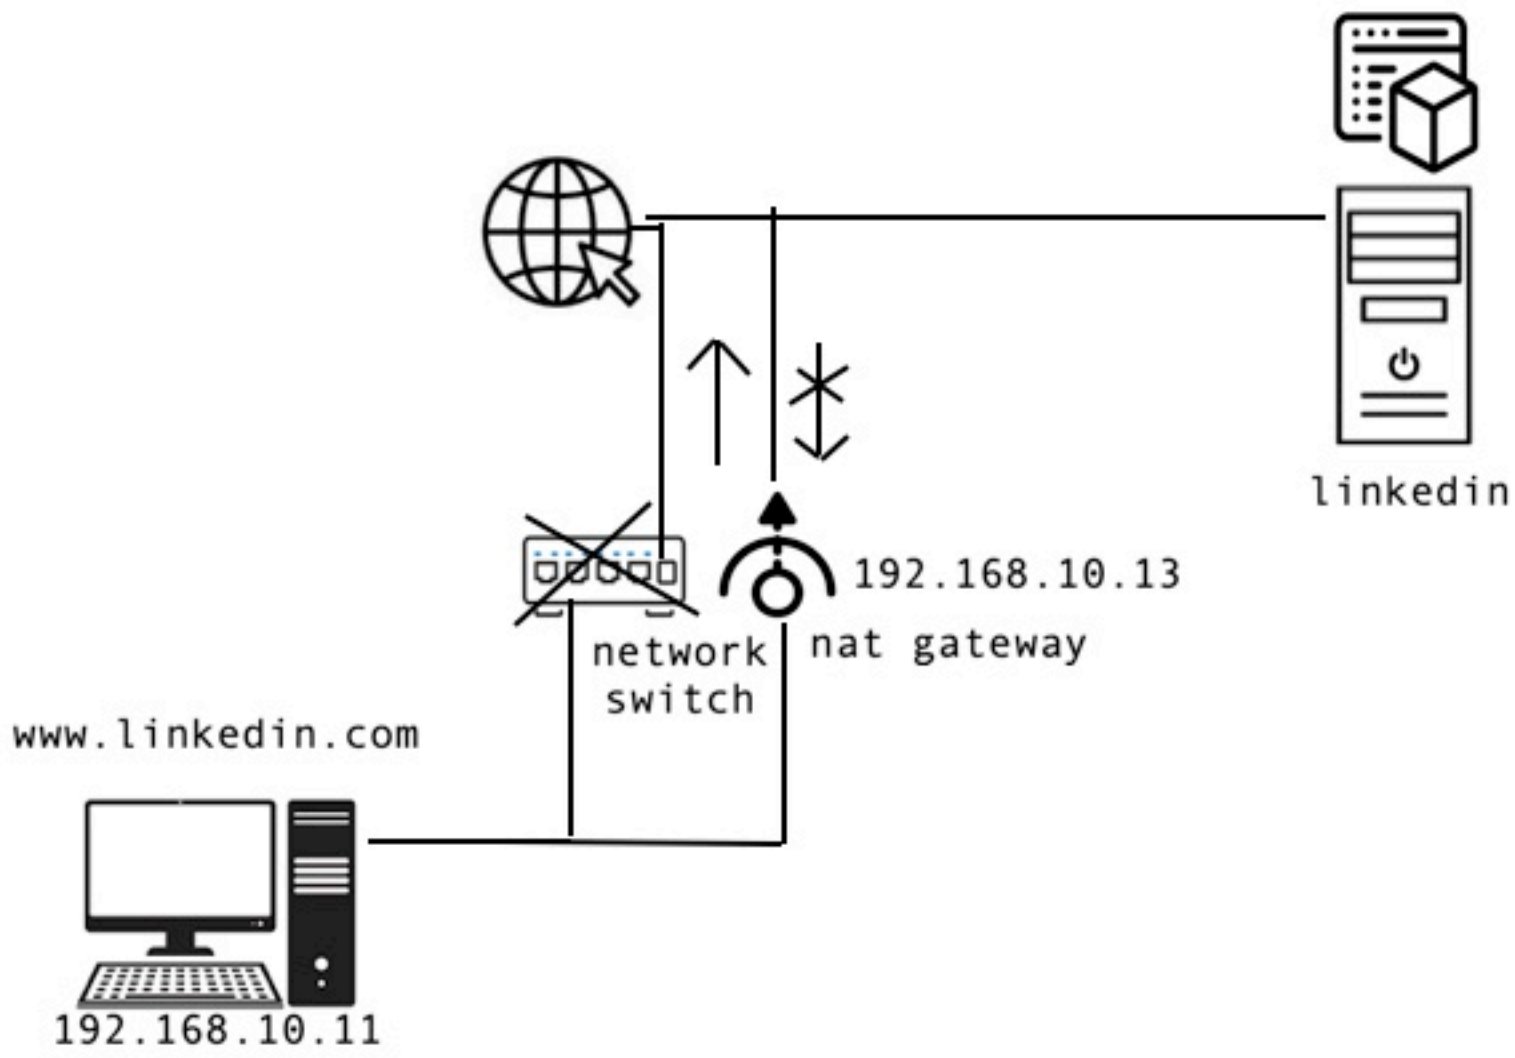 linkedin
192.168.10.13
nat gateway
network
switch
www.linkedin.com
192.168.10.11